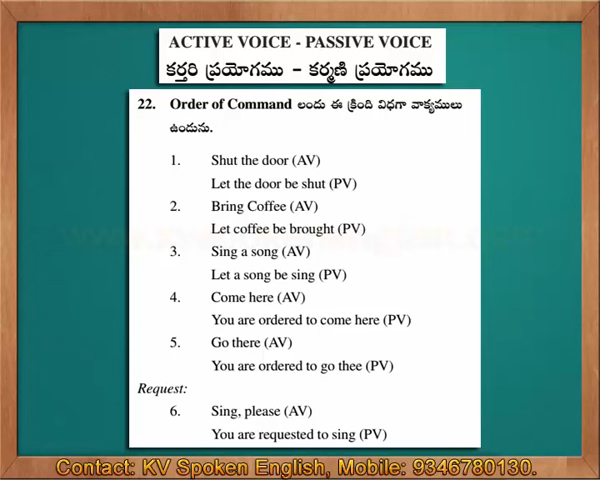 ACTIVE VOICE - PASSIVE VOICE
కర్తరి ప్రయోగము – కర్మణి ప్రయోగము
22. Order of Command లందు ఈ క్రింది విధగా వాక్యములు
ఉండును.
1. Shut the door (AV)
Let the door be shut (PV)
2. Bring Coffee (AV)
Let coffee be brought (PV)
3. Sing a song (AV)
Let a song be sing (PV)
4. Come here (AV)
You are ordered to come here (PV)
5. Go there (AV)
You are ordered to go thee (PV)
Request:
6. Sing, please (AV)
You are requested to sing (PV)
Contact: KV Spoken English, Mobile: 9346780130.